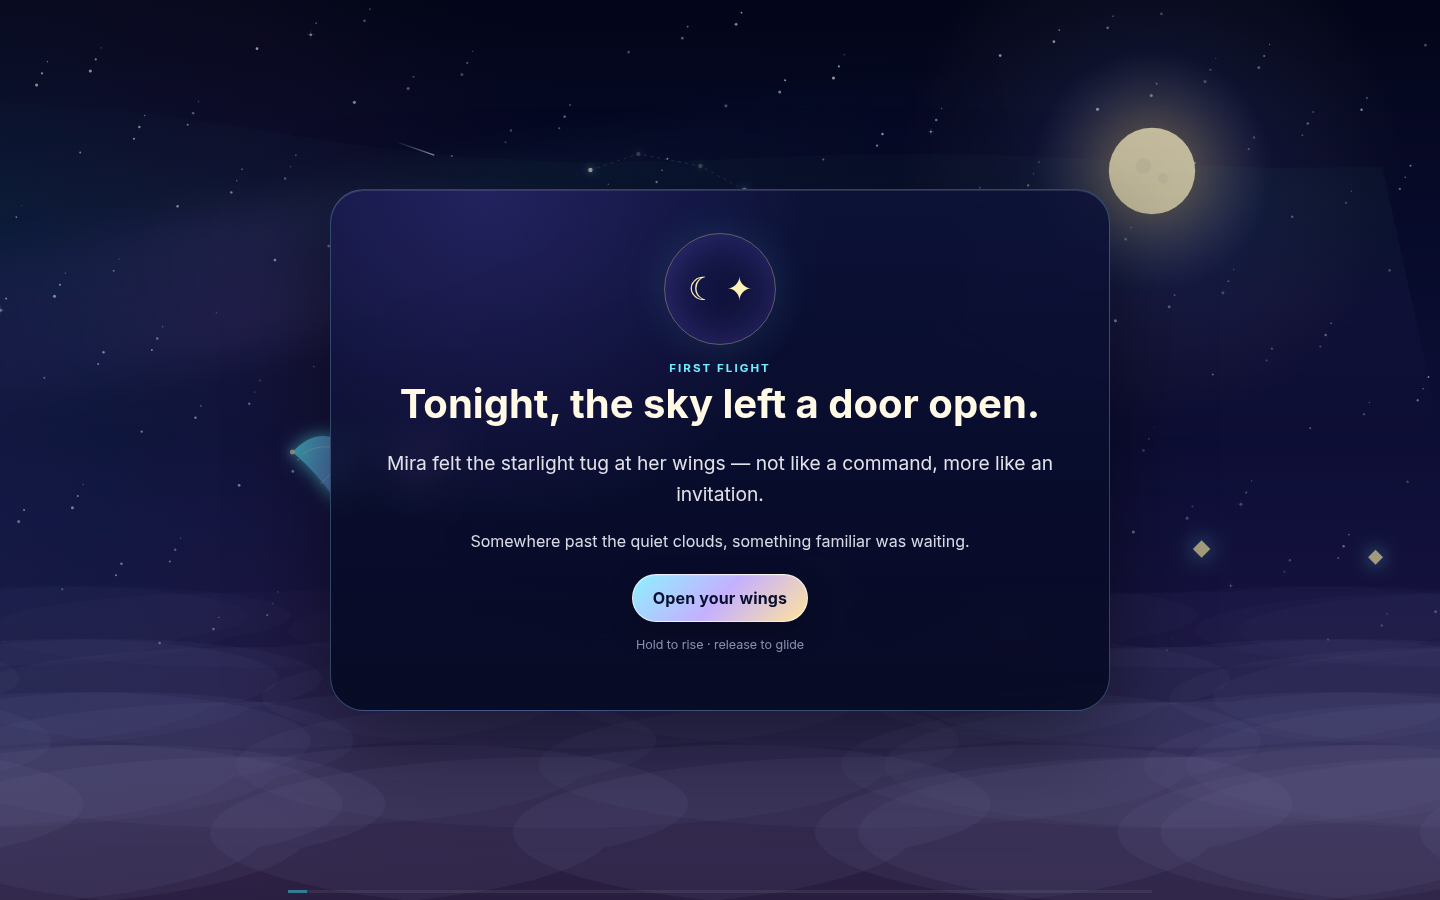 FIRST FLIGHT
Tonight, the sky left a door open.
Mira felt the starlight tug at her wings — not like a command, more like an
invitation.
Somewhere past the quiet clouds, something familiar was waiting.
Open your wings
Hold to rise · release to glide